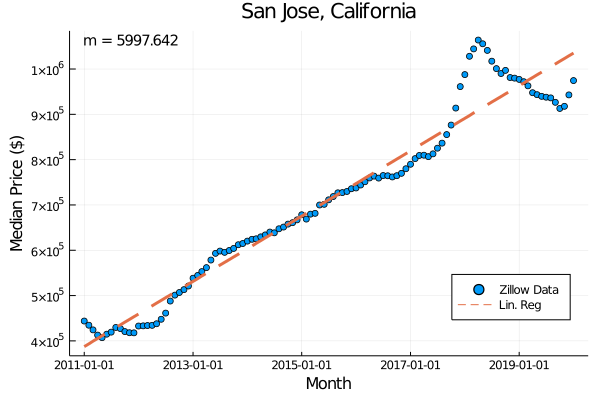 San Jose, California
m = 5997.642
1×10⁶
9×10⁵
8×10⁵
7×10⁵
6×10⁵
5×10⁵
4×10⁵
Median Price ($)
Zillow Data
Lin. Reg
2011-01-01 2013-01-01 2015-01-01 2017-01-01 2019-01-01
Month